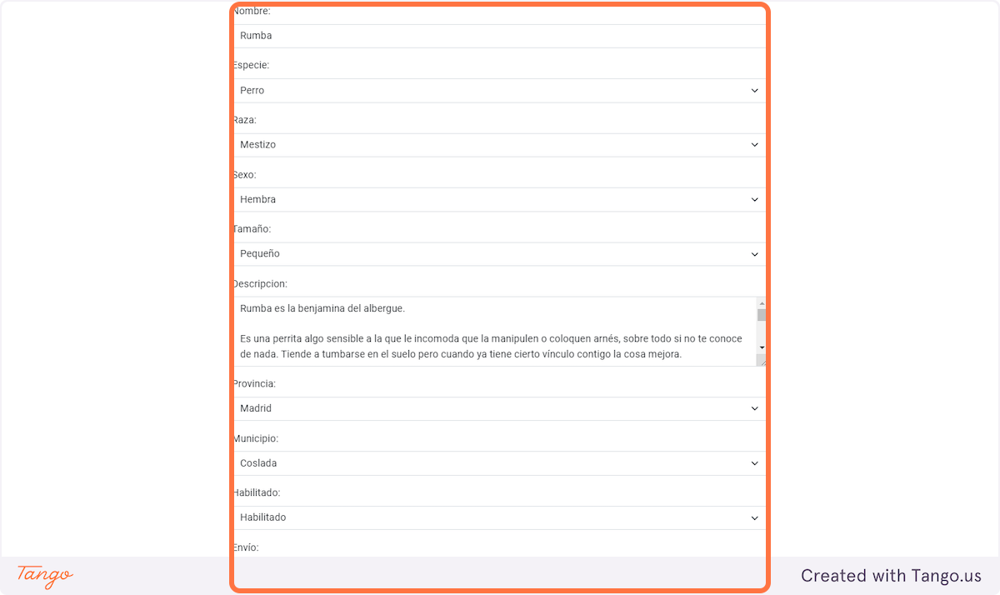 Nombre:
Rumba
Especie:
Perro
Raza:
Mestizo
Sexo:
Hembra
Tamaño:
Pequeño
Descripcion:
Rumba es la benjamina del albergue.
Es una perrita algo sensible a la que le incomoda que la manipulen o coloquen arnés, sobre todo si no te conoce
de nada. Tiende a tumbarse en el suelo pero cuando ya tiene cierto vínculo contigo la cosa mejora.
Provincia:
Madrid
Municipio:
Coslada
Habilitado:
Habilitado
Envío:
Tango
Created with Tango.us